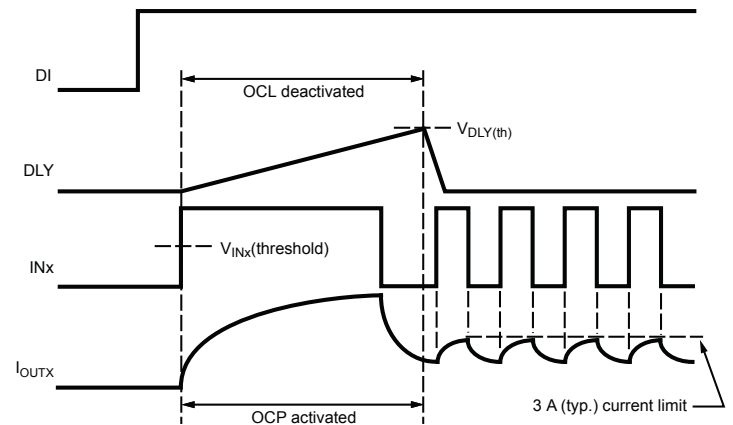 DI
OCL deactivated
V_DLY(th)
DLY
V_INx(threshold)
INx
I_OUTX
3 A (typ.) current limit
OCP activated